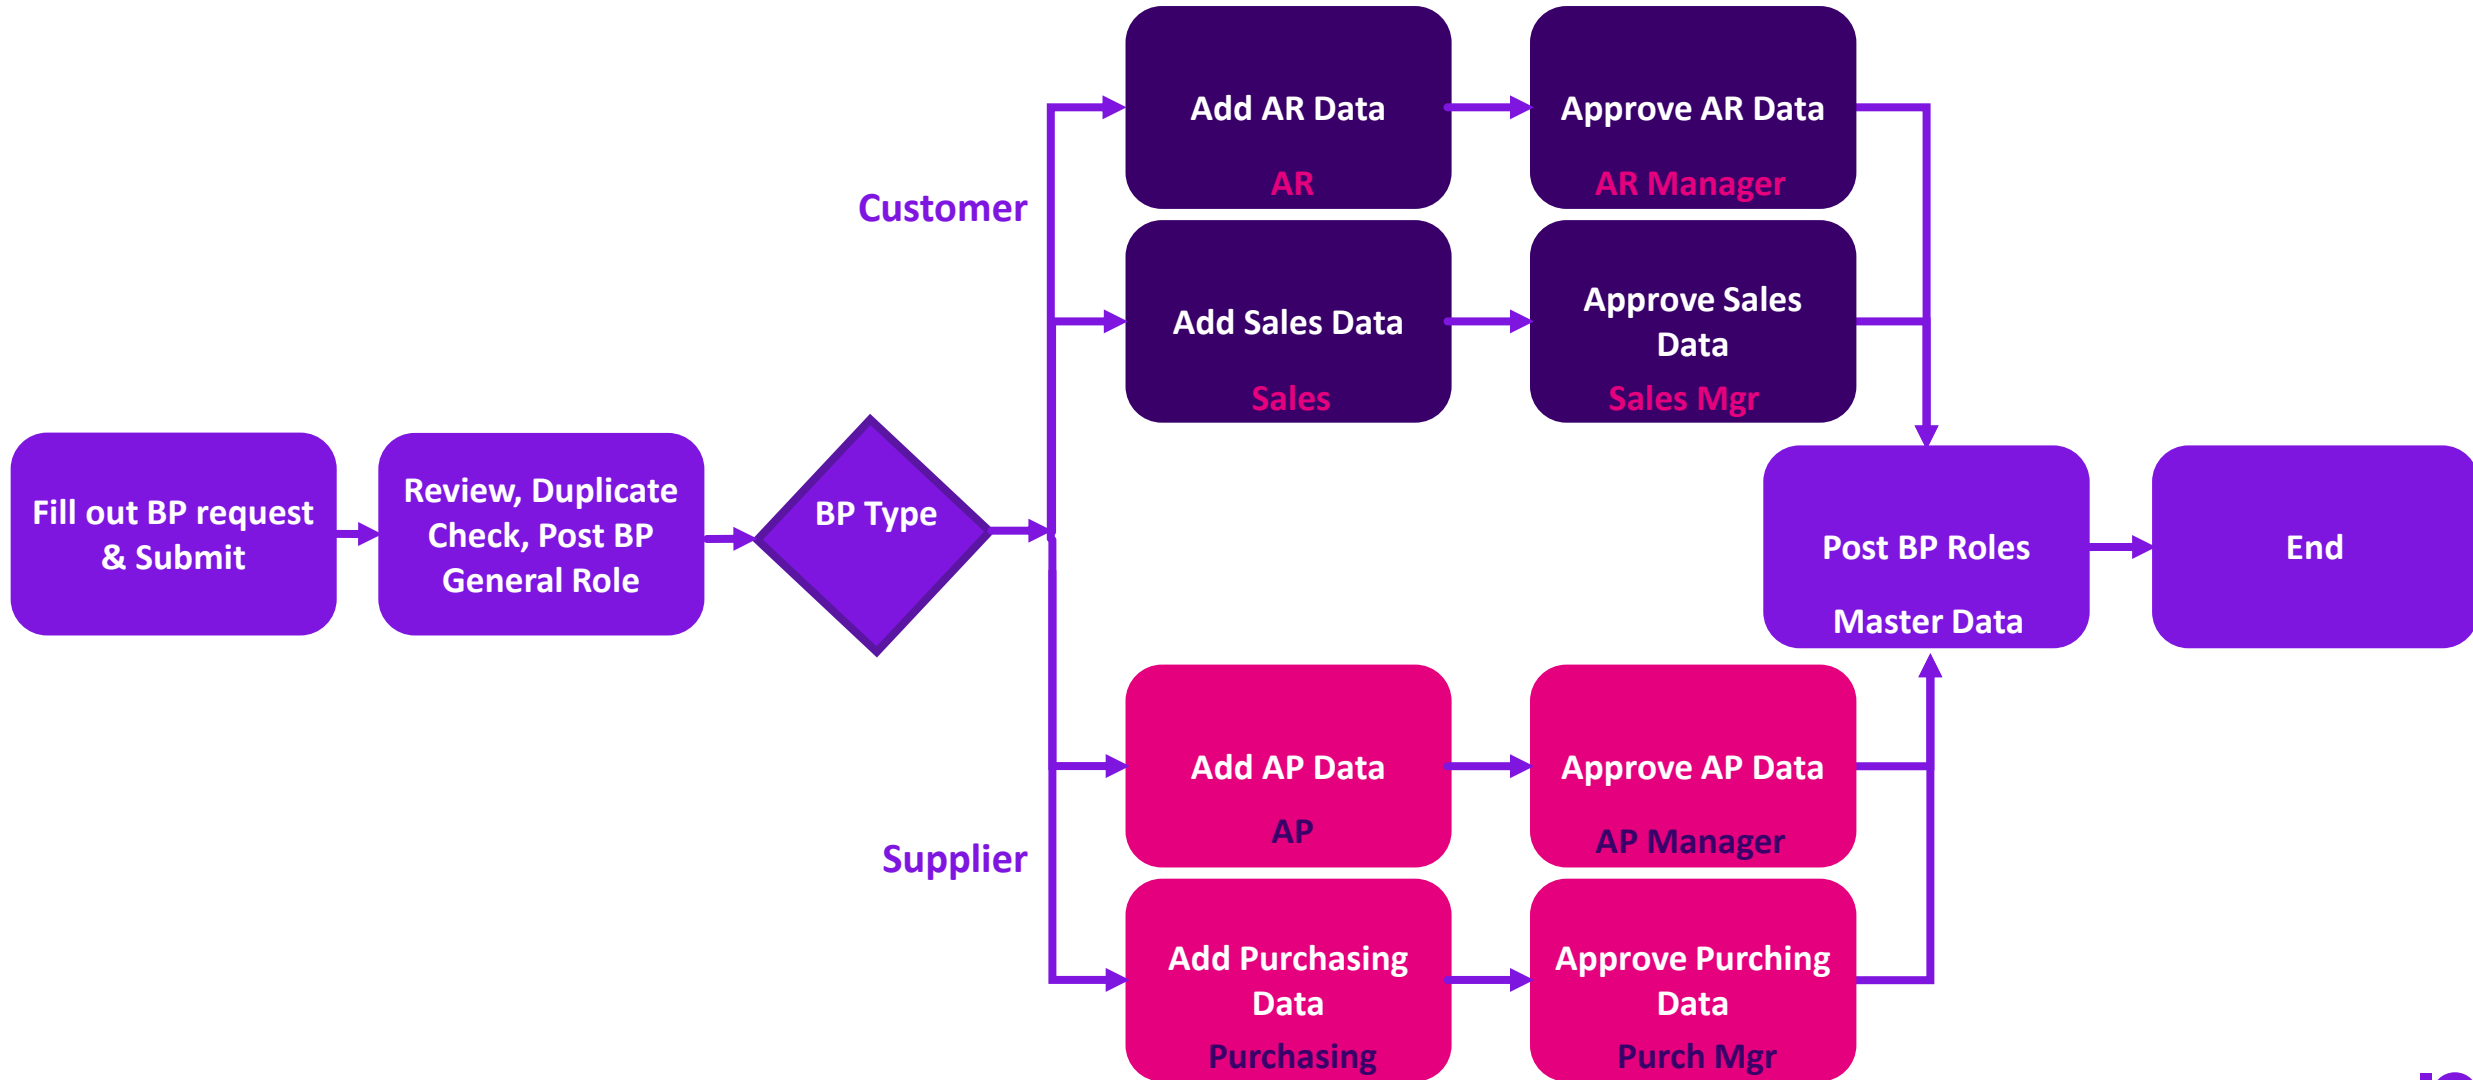 Add AR Data
AR
Approve AR Data
AR Manager
Customer
Add Sales Data
Sales
Approve Sales
Data
Sales Mgr
Fill out BP request
& Submit
Review, Duplicate
Check, Post BP
General Role
BP Type
Post BP Roles
Master Data
End
Add AP Data
AP
Approve AP Data
AP Manager
Supplier
Add Purchasing
Data
Purchasing
Approve Purching
Data
Purch Mgr